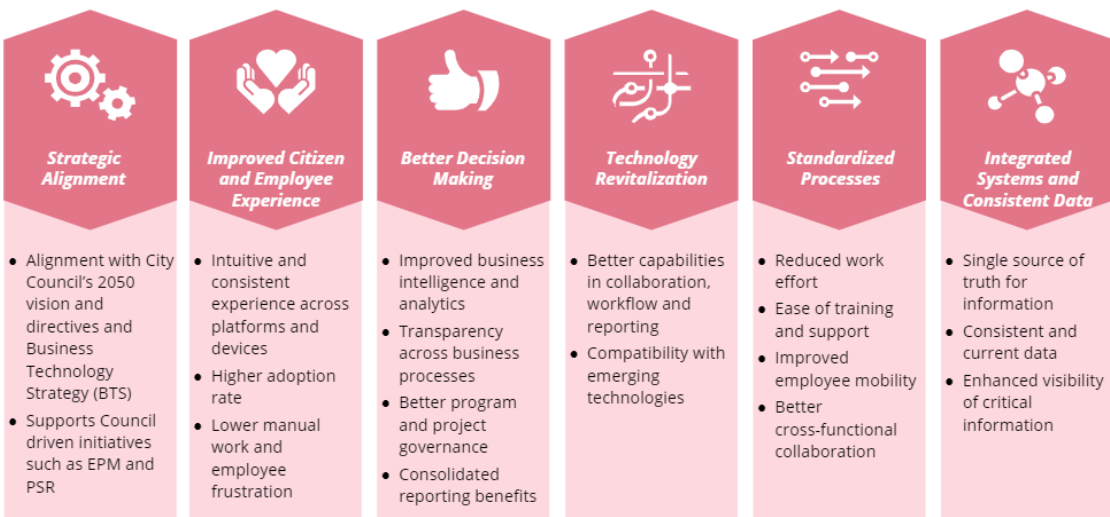 Strategic
Alignment
● Alignment with City
Council’s 2050
vision and
directives and
Business
Technology
Strategy (BTS)
● Supports Council
driven initiatives
such as EPM and
PSR
Improved Citizen
and Employee
Experience
● Intuitive and
consistent
experience across
platforms and
devices
● Higher adoption
rate
● Lower manual
work and
employee
frustration
Better Decision
Making
● Improved business
intelligence and
analytics
● Transparency
across business
processes
● Better program
and project
governance
● Consolidated
reporting benefits
Technology
Revitalization
● Better capabilities
in collaboration,
workflow and
reporting
● Compatibility with
emerging
technologies
Standardized
Processes
● Reduced work
effort
● Ease of training
and support
● Improved
employee mobility
● Better
cross-functional
collaboration
Integrated
Systems and
Consistent Data
● Single source of
truth for
information
● Consistent and
current data
● Enhanced visibility
of critical
information